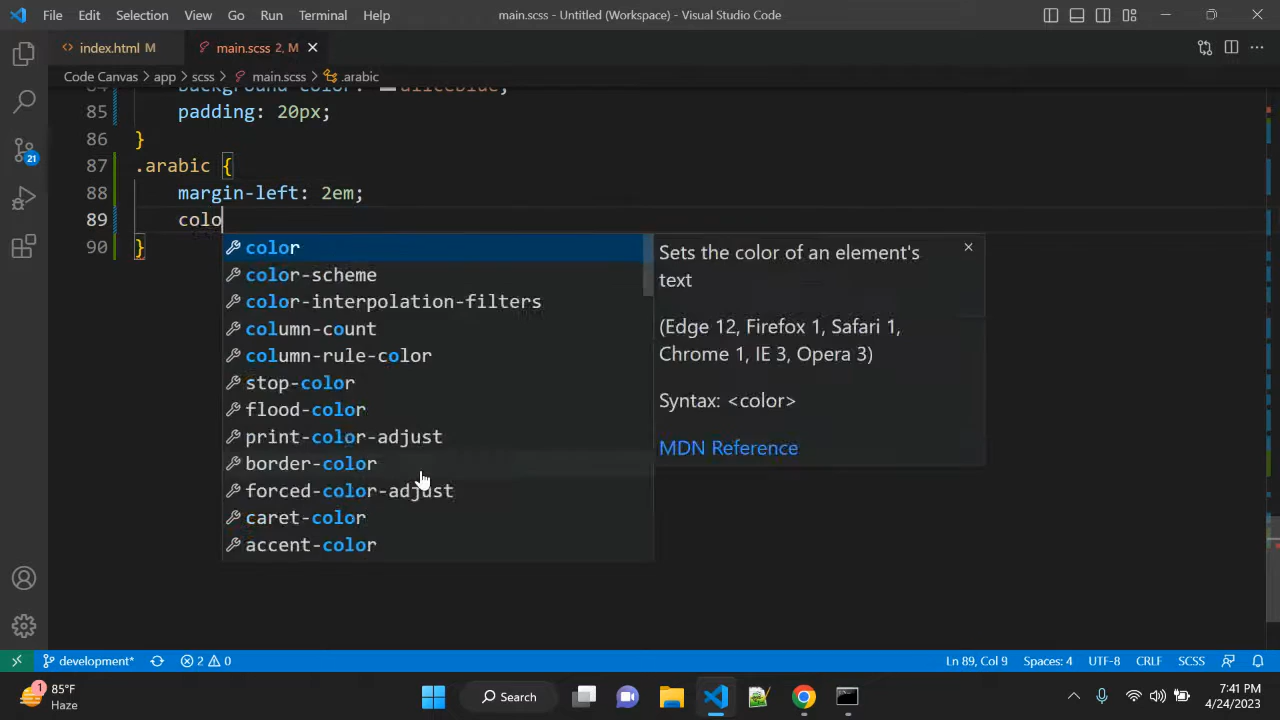 File Edit Selection View Go Run Terminal Help main.scss - Untitled (Workspace) - Visual Studio Code
index.html M main.scss 2, M
Code Canvas > app > scss > main.scss > .arabic
84 background-color: aliceblue;
85 padding: 20px;
86 }
87 .arabic {
88 margin-left: 2em;
89 colo
90 }
color
color-scheme
color-interpolation-filters
column-count
column-rule-color
stop-color
flood-color
print-color-adjust
border-color
forced-color-adjust
caret-color
accent-color
Sets the color of an element's
text
(Edge 12, Firefox 1, Safari 1,
Chrome 1, IE 3, Opera 3)
Syntax: <color>
MDN Reference
21
development* 2 0 Ln 89, Col 9 Spaces: 4 UTF-8 CRLF SCSS
1
85°F
Haze
Search
7:41 PM
4/24/2023